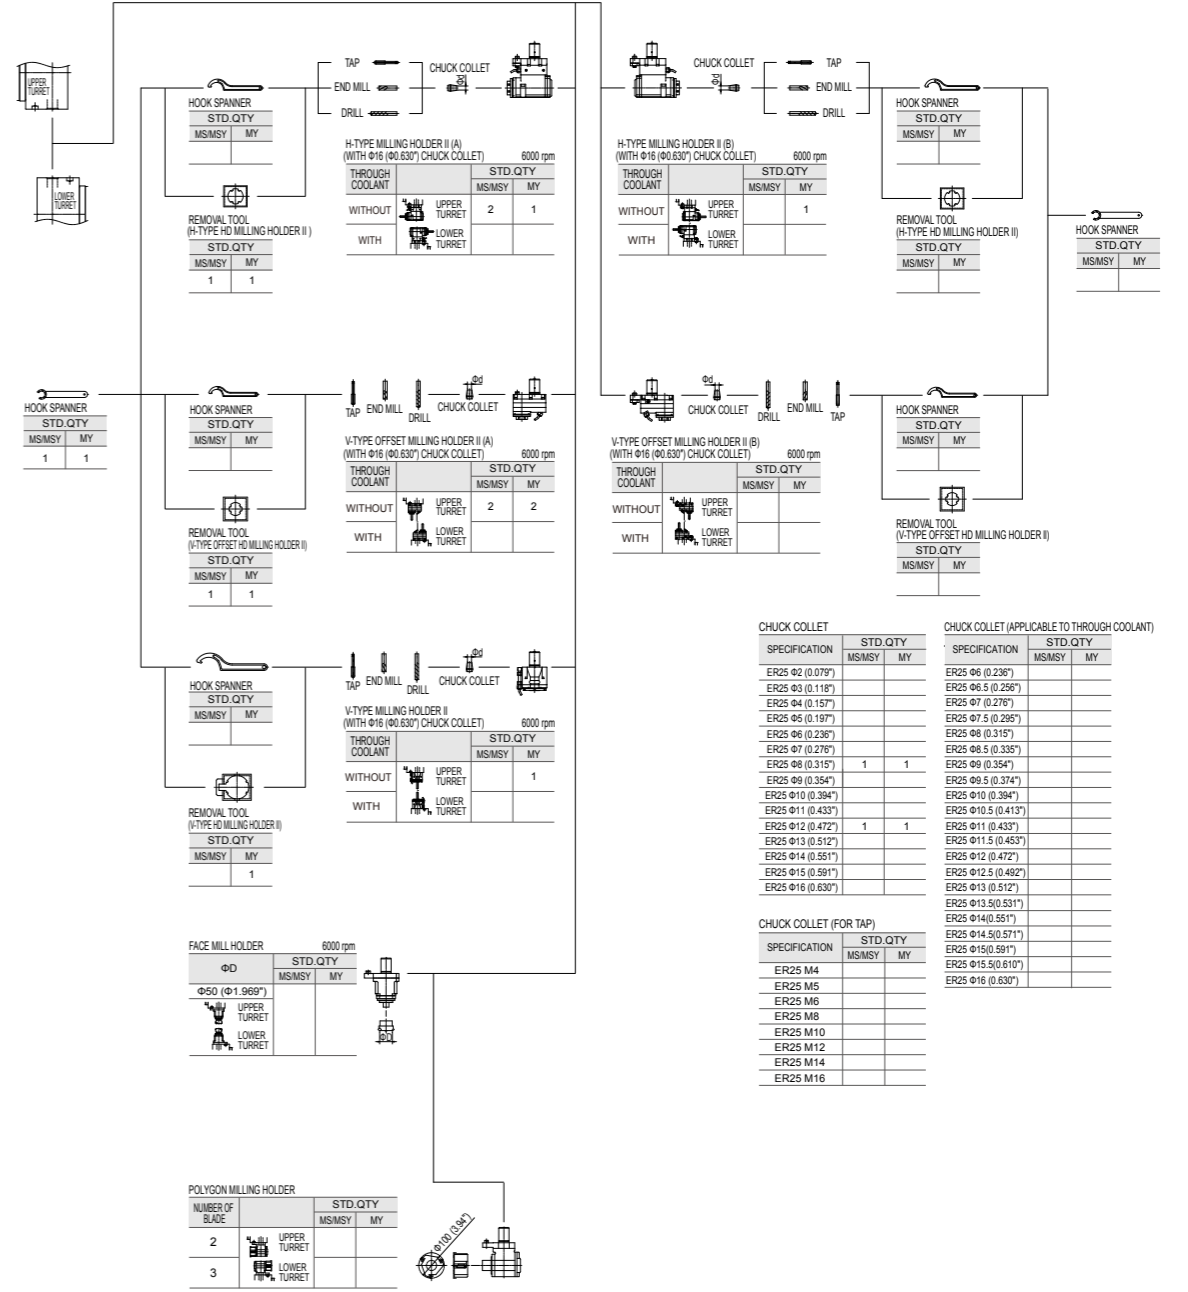 UPPER
TURRET
LOWER
TURRET
HOOK SPANNER
STD.QTY
MS/MSY MY
REMOVAL TOOL
(H-TYPE HD MILLING HOLDER II )
STD.QTY
MS/MSY MY
1 1
TAP
END MILL
DRILL
CHUCK COLLET
Φd
H-TYPE MILLING HOLDER II (A)
(WITH Φ16 (Φ0.630") CHUCK COLLET) 6000 rpm
THROUGH
COOLANT
STD.QTY
MS/MSY MY
WITHOUT UPPER TURRET 2 1
WITH LOWER TURRET
CHUCK COLLET
Φd
TAP
END MILL
DRILL
H-TYPE MILLING HOLDER II (B)
(WITH Φ16 (Φ0.630") CHUCK COLLET) 6000 rpm
THROUGH
COOLANT
STD.QTY
MS/MSY MY
WITHOUT UPPER TURRET 1
WITH LOWER TURRET
HOOK SPANNER
STD.QTY
MS/MSY MY
REMOVAL TOOL
(H-TYPE HD MILLING HOLDER II)
STD.QTY
MS/MSY MY
HOOK SPANNER
STD.QTY
MS/MSY MY
HOOK SPANNER
STD.QTY
MS/MSY MY
1 1
HOOK SPANNER
STD.QTY
MS/MSY MY
REMOVAL TOOL
(V-TYPE OFFSET HD MILLING HOLDER II)
STD.QTY
MS/MSY MY
1 1
TAP
END MILL
DRILL
Φd
CHUCK COLLET
V-TYPE OFFSET MILLING HOLDER II (A)
(WITH Φ16 (Φ0.630") CHUCK COLLET) 6000 rpm
THROUGH
COOLANT
STD.QTY
MS/MSY MY
WITHOUT UPPER TURRET 2 2
WITH LOWER TURRET
Φd
CHUCK COLLET
DRILL
END MILL
TAP
V-TYPE OFFSET MILLING HOLDER II (B)
(WITH Φ16 (Φ0.630") CHUCK COLLET) 6000 rpm
THROUGH
COOLANT
STD.QTY
MS/MSY MY
WITHOUT UPPER TURRET
WITH LOWER TURRET
HOOK SPANNER
STD.QTY
MS/MSY MY
REMOVAL TOOL
(V-TYPE OFFSET HD MILLING HOLDER II)
STD.QTY
MS/MSY MY
HOOK SPANNER
STD.QTY
MS/MSY MY
REMOVAL TOOL
(V-TYPE HD MILLING HOLDER II)
STD.QTY
MS/MSY MY
1
TAP
END MILL
DRILL
Φd
CHUCK COLLET
V-TYPE MILLING HOLDER II
(WITH Φ16 (Φ0.630") CHUCK COLLET) 6000 rpm
THROUGH
COOLANT
STD.QTY
MS/MSY MY
WITHOUT UPPER TURRET 1
WITH LOWER TURRET
CHUCK COLLET
SPECIFICATION STD.QTY
MS/MSY MY
ER25 Φ2 (0.079")
ER25 Φ3 (0.118")
ER25 Φ4 (0.157")
ER25 Φ5 (0.197")
ER25 Φ6 (0.236")
ER25 Φ7 (0.276")
ER25 Φ8 (0.315") 1 1
ER25 Φ9 (0.354")
ER25 Φ10 (0.394")
ER25 Φ11 (0.433")
ER25 Φ12 (0.472") 1 1
ER25 Φ13 (0.512")
ER25 Φ14 (0.551")
ER25 Φ15 (0.591")
ER25 Φ16 (0.630")
CHUCK COLLET (APPLICABLE TO THROUGH COOLANT)
SPECIFICATION STD.QTY
MS/MSY MY
ER25 Φ6 (0.236")
ER25 Φ6.5 (0.256")
ER25 Φ7 (0.276")
ER25 Φ7.5 (0.295")
ER25 Φ8 (0.315")
ER25 Φ8.5 (0.335")
ER25 Φ9 (0.354")
ER25 Φ9.5 (0.374")
ER25 Φ10 (0.394")
ER25 Φ10.5 (0.413")
ER25 Φ11 (0.433")
ER25 Φ11.5 (0.453")
ER25 Φ12 (0.472")
ER25 Φ12.5 (0.492")
ER25 Φ13 (0.512")
ER25 Φ13.5(0.531")
ER25 Φ14(0.551")
ER25 Φ14.5(0.571")
ER25 Φ15(0.591")
ER25 Φ15.5(0.610")
ER25 Φ16 (0.630")
CHUCK COLLET (FOR TAP)
SPECIFICATION STD.QTY
MS/MSY MY
ER25 M4
ER25 M5
ER25 M6
ER25 M8
ER25 M10
ER25 M12
ER25 M14
ER25 M16
FACE MILL HOLDER 6000 rpm
ΦD STD.QTY
MS/MSY MY
Φ50 (Φ1.969")
UPPER
TURRET
LOWER
TURRET
ΦD
POLYGON MILLING HOLDER
NUMBER OF
BLADE
STD.QTY
MS/MSY MY
2 UPPER TURRET
3 LOWER TURRET
Φ100 (3.94")